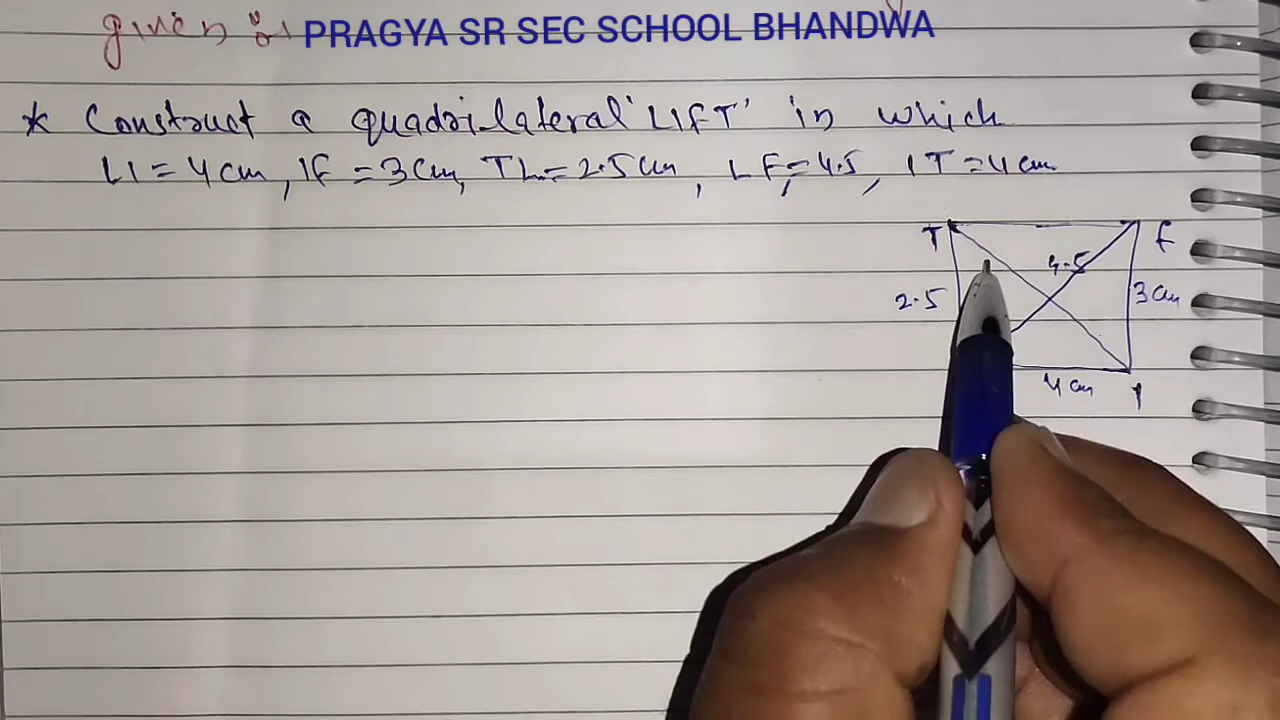 given :- PRAGYA SR SEC SCHOOL BHANDWA
* Construct a quadrilateral 'LIFT' in which
LI = 4 cm, IF = 3 cm, TL = 2.5 cm, LF = 4.5, IT = 4 cm
T F
4.5
2.5 3 cm
4 cm I